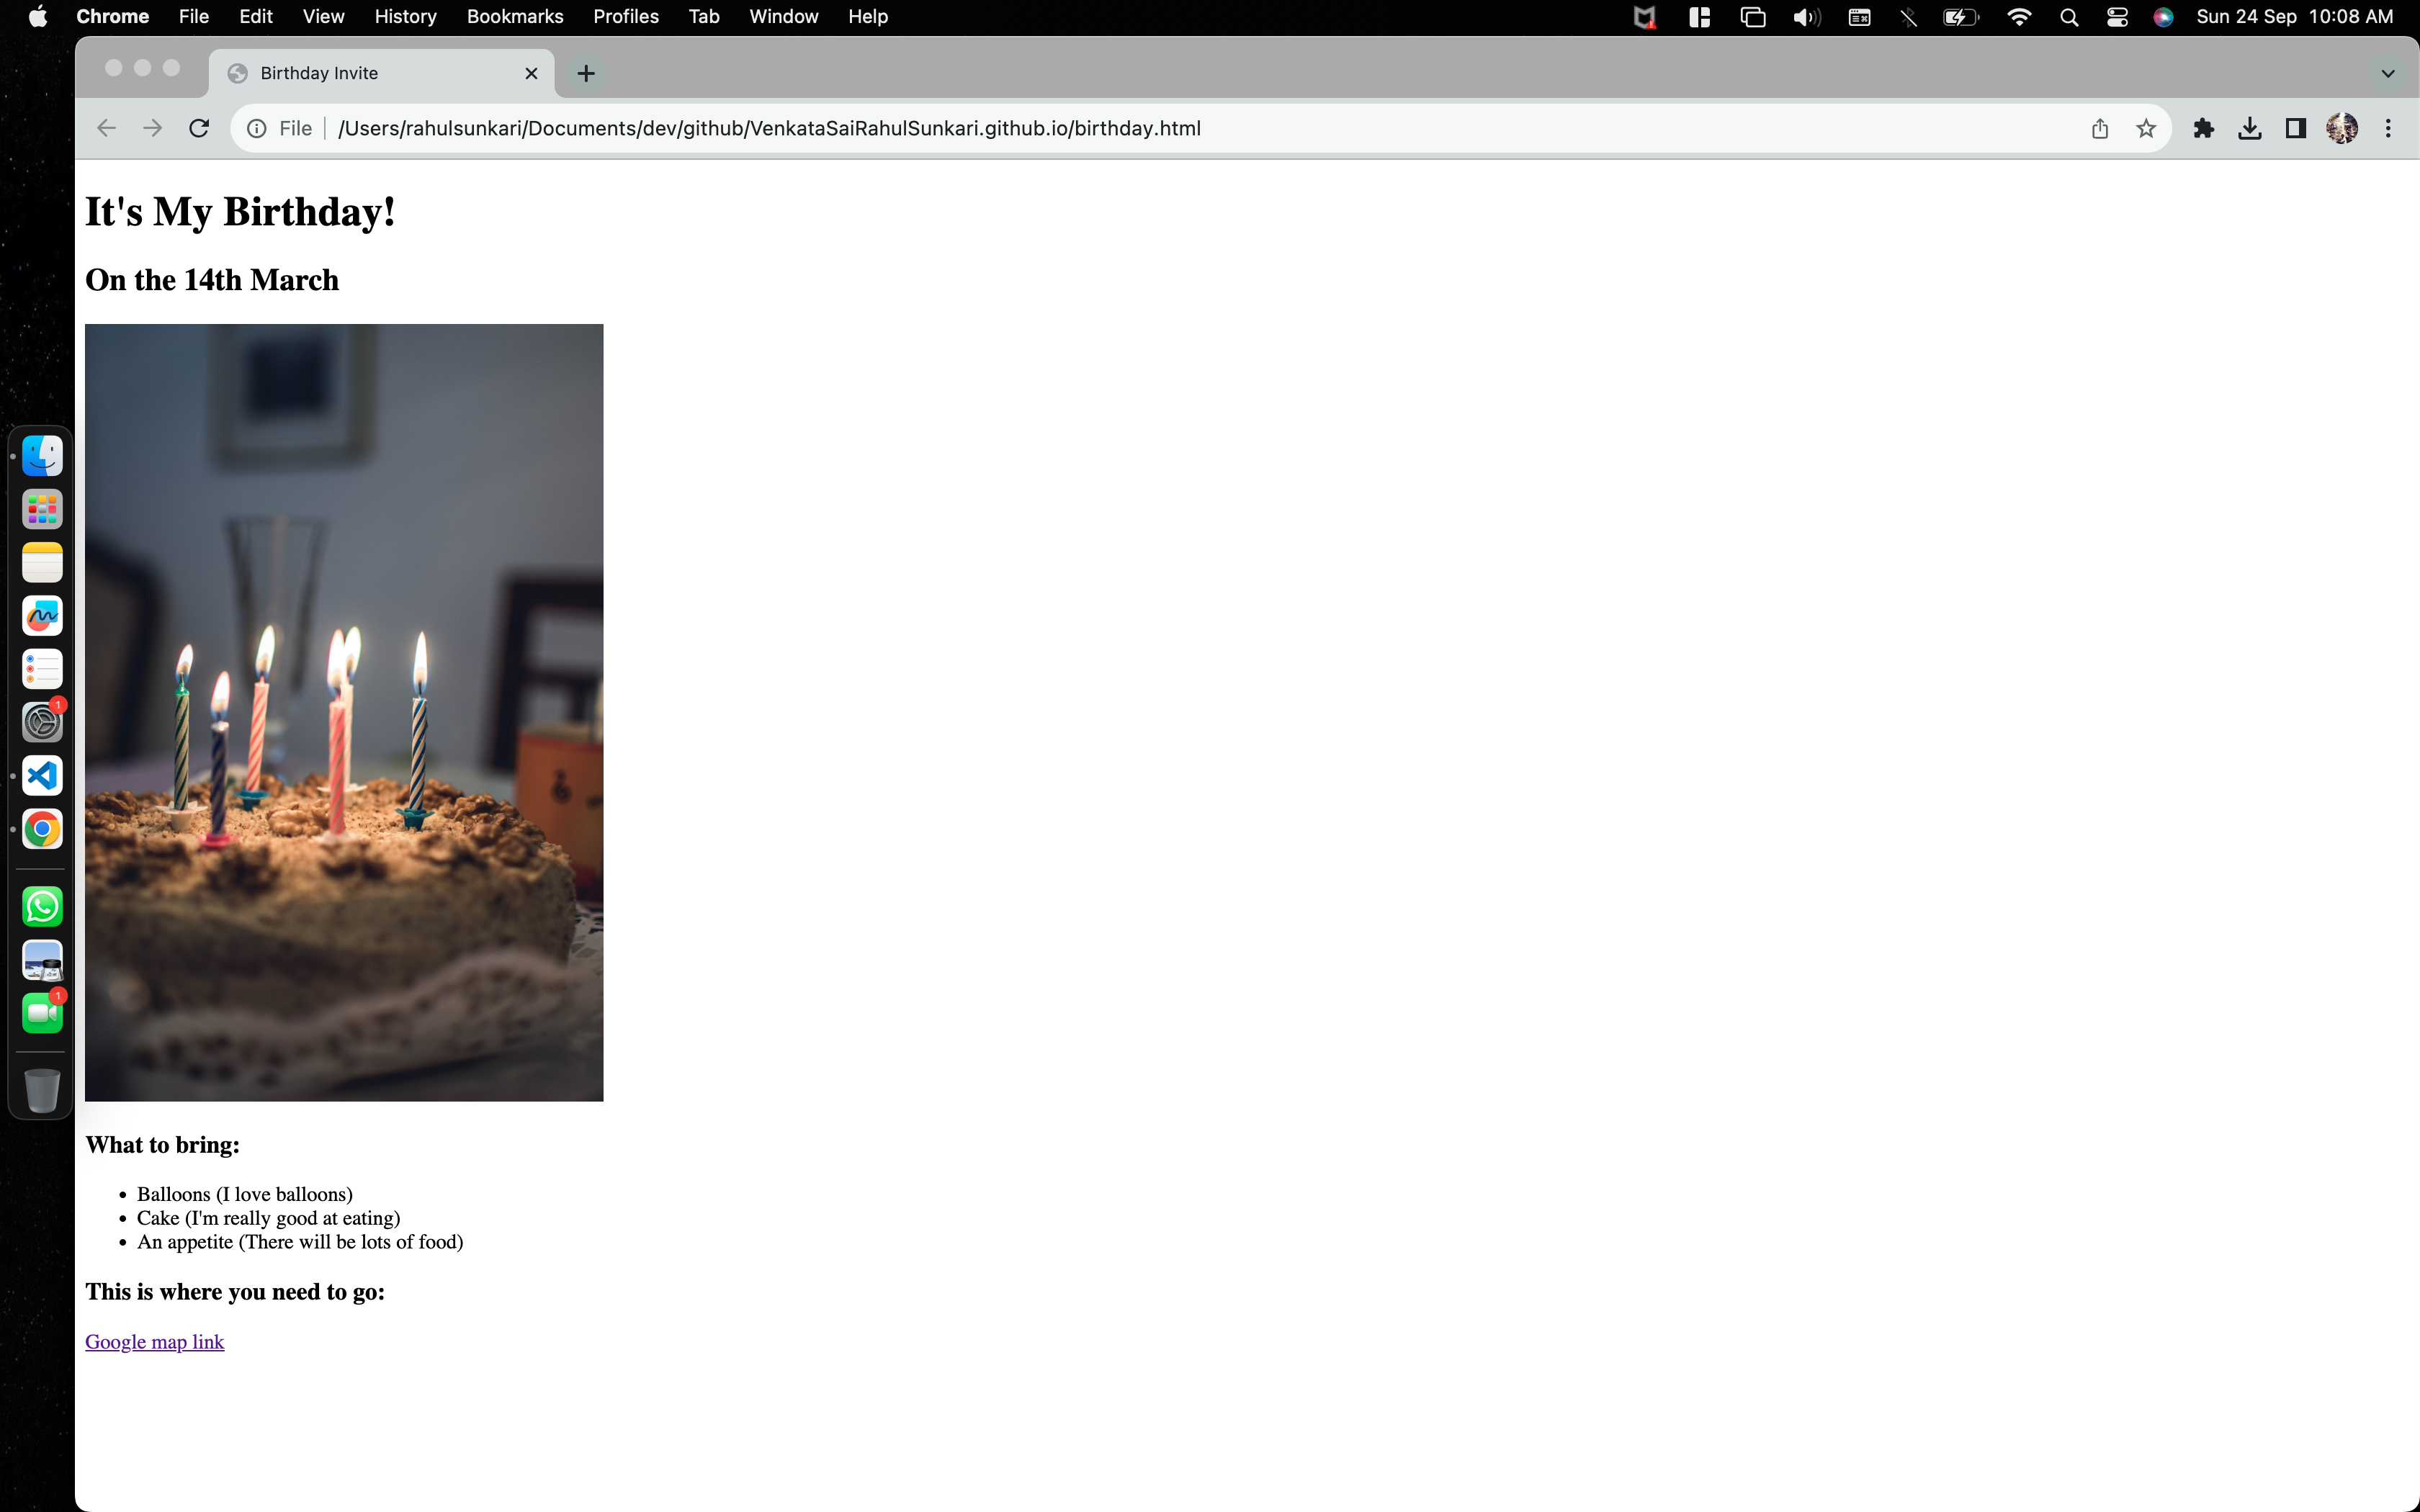 Chrome File Edit View History Bookmarks Profiles Tab Window Help Sun 24 Sep 10:08 AM
Birthday Invite
File /Users/rahulsunkari/Documents/dev/github/VenkataSaiRahulSunkari.github.io/birthday.html
It's My Birthday!
On the 14th March
1
1
What to bring:
• Balloons (I love balloons)
• Cake (I'm really good at eating)
• An appetite (There will be lots of food)
This is where you need to go:
Google map link